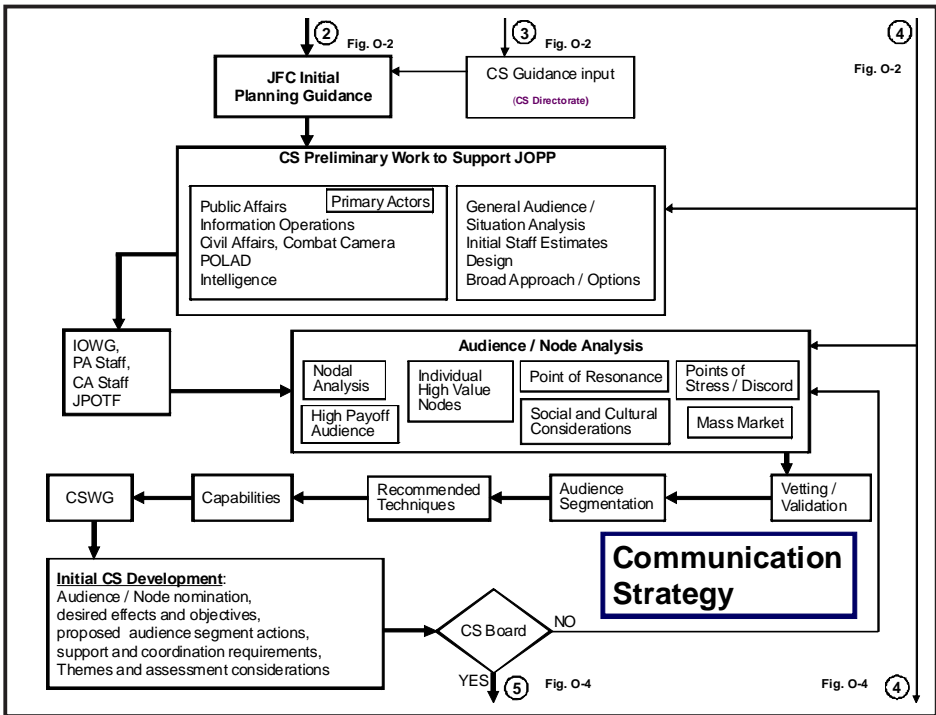 2
Fig. O-2
3
Fig. O-2
4
Fig. O-2
JFC Initial
Planning Guidance
CS Guidance input
(CS Directorate)
CS Preliminary Work to Support JOPP
Primary Actors
Public Affairs
Information Operations
Civil Affairs, Combat Camera
POLAD
Intelligence
General Audience /
Situation Analysis
Initial Staff Estimates
Design
Broad Approach / Options
IOWG,
PA Staff,
CA Staff
JPOTF
Audience / Node Analysis
Nodal
Analysis
High Payoff
Audience
Individual
High Value
Nodes
Point of Resonance
Social and Cultural
Considerations
Points of
Stress / Discord
Mass Market
CSWG
Capabilities
Recommended
Techniques
Audience
Segmentation
Vetting /
Validation
Communication
Strategy
Initial CS Development:
Audience / Node nomination,
desired effects and objectives,
proposed audience segment actions,
support and coordination requirements,
Themes and assessment considerations
CS Board
NO
YES
5
Fig. O-4
Fig. O-4
4